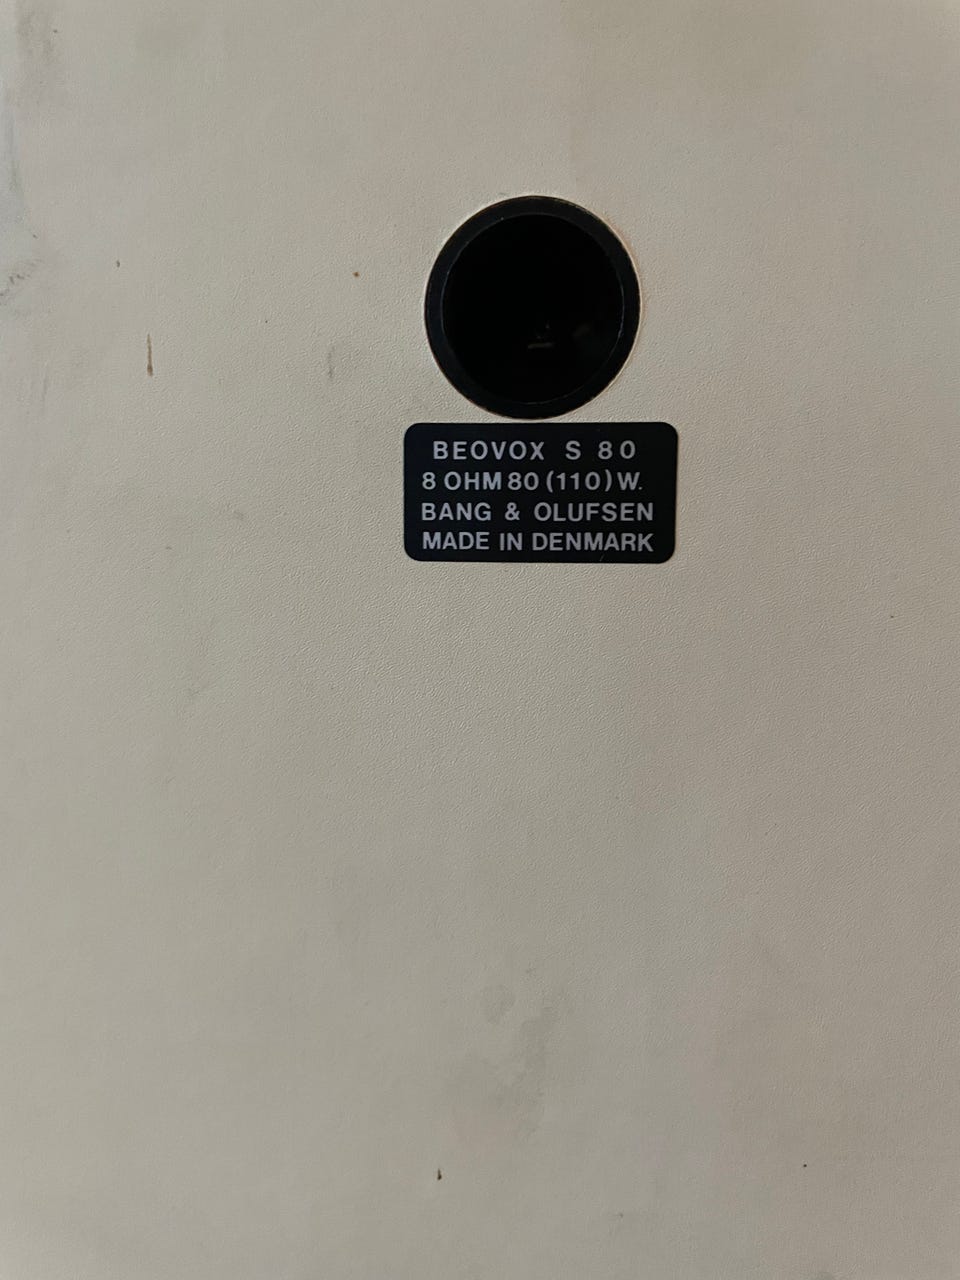 BEOVOX S 80
8 OHM 80 (110) W.
BANG & OLUFSEN
MADE IN DENMARK